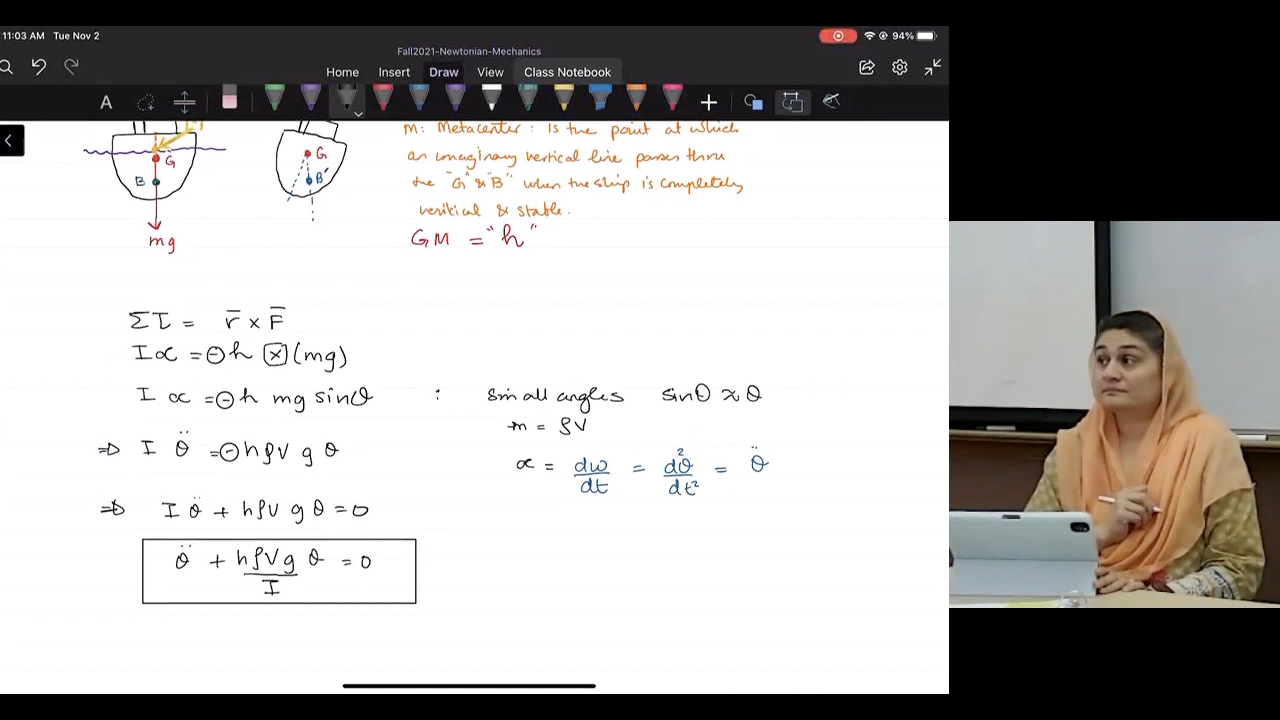 11:03 AM Tue Nov 2
94%
Fall2021-Newtonian-Mechanics
Home Insert Draw View Class Notebook
A
M: Metacenter: Is the point at which
an imaginary vertical line passes thru
the "G" & "B" when the ship is completely
veritical & stable.
GM = "h"
G
B
mg
G
B'
Στ = r̄ × F̄
Iα = ⊖h ☒ (mg)
I α = ⊖h mg sinθ : small angles sinθ ≈ θ
m = ρV
⇒ I θ̈ = ⊖hρV g θ
α = dω/dt = d²θ/dt² = θ̈
⇒ I θ̈ + hρV g θ = 0
θ̈ + hρVg/I θ = 0